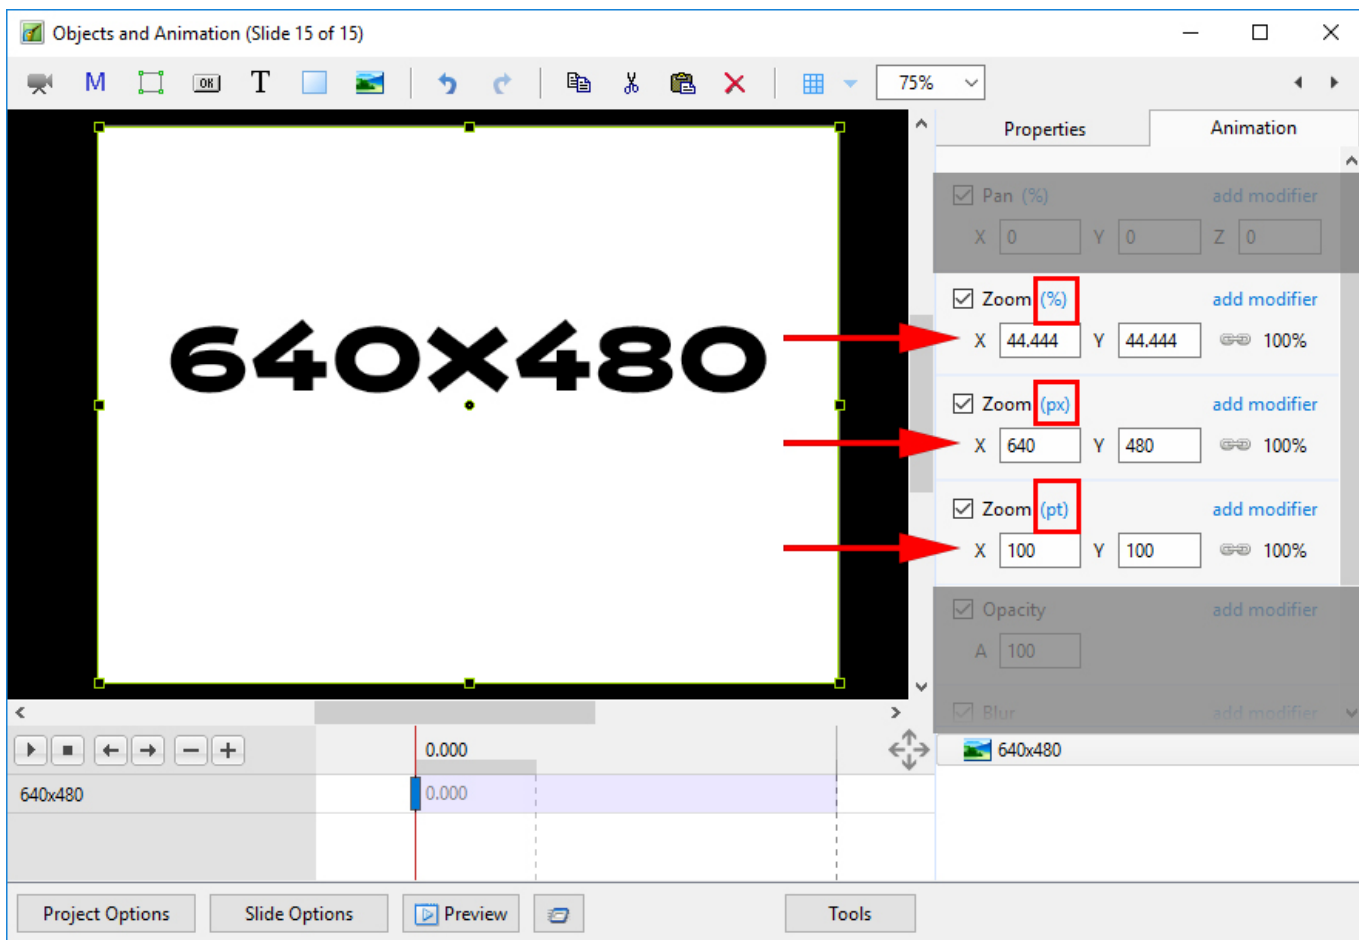 Objects and Animation (Slide 15 of 15)
M OK T 75%
Properties Animation
Pan (%) add modifier
X 0 Y 0 Z 0
Zoom (%) add modifier
X 44.444 Y 44.444 100%
640x480
Zoom (px) add modifier
X 640 Y 480 100%
Zoom (pt) add modifier
X 100 Y 100 100%
Opacity add modifier
A 100
Blur add modifier
0.000
640x480
640x480 0.000
Project Options Slide Options Preview Tools